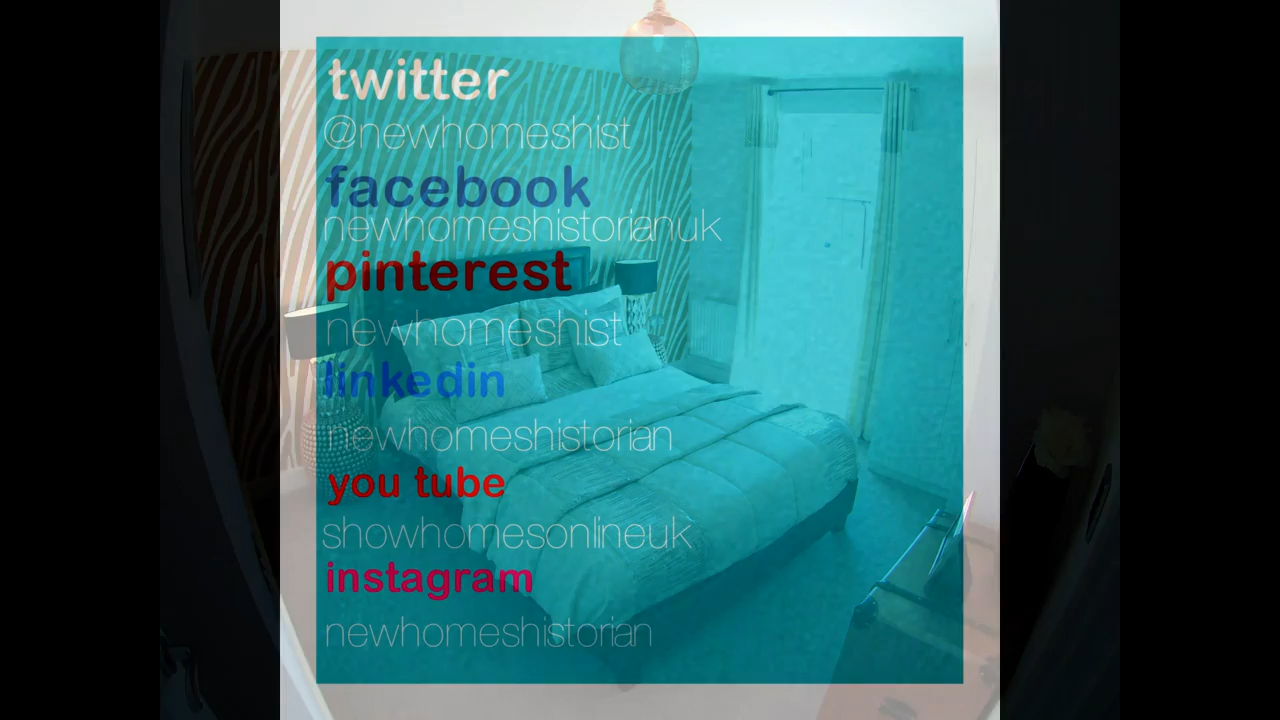 twitter
@newhomeshist
facebook
newhomeshistorianuk
pinterest
newhomeshist
linkedin
newhomeshistorian
you tube
showhomesonlineuk
instagram
newhomeshistorian